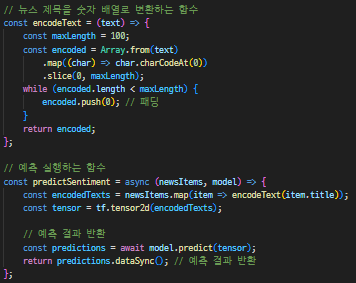 // 뉴스 제목을 숫자 배열로 변환하는 함수
const encodeText = (text) => {
    const maxLength = 100;
    const encoded = Array.from(text)
        .map((char) => char.charCodeAt(0))
        .slice(0, maxLength);
    while (encoded.length < maxLength) {
        encoded.push(0); // 패딩
    }
    return encoded;
};

// 예측 실행하는 함수
const predictSentiment = async (newsItems, model) => {
    const encodedTexts = newsItems.map(item => encodeText(item.title));
    const tensor = tf.tensor2d(encodedTexts);

    // 예측 결과 반환
    const predictions = await model.predict(tensor);
    return predictions.dataSync(); // 예측 결과 반환
};